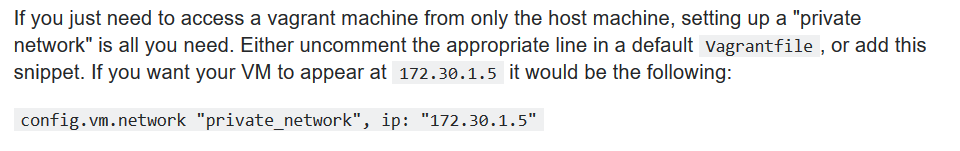 If you just need to access a vagrant machine from only the host machine, setting up a "private
network" is all you need. Either uncomment the appropriate line in a default Vagrantfile , or add this
snippet. If you want your VM to appear at 172.30.1.5 it would be the following:
config.vm.network "private_network", ip: "172.30.1.5"